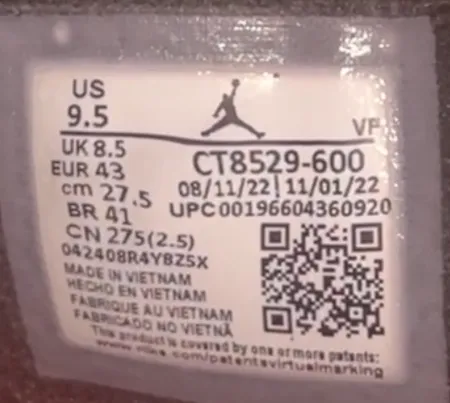 US
9.5
VF
UK 8.5
EUR 43
cm 27.5
BR 41
CN 275(2.5)
042408R4Y8Z5X
MADE IN VIETNAM
HECHO EN VIETNAM
FABRIQUE AU VIETNAM
FABRICADO NO VIETNÃ
CT8529-600
08/11/22 11/01/22
UPC 00196604360920
This product is covered by one or more patents:
www.nike.com/patentsvirtualmarking